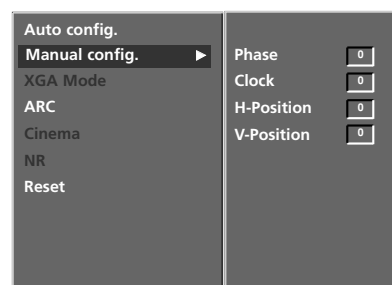 Auto config.
Manual config. ►
XGA Mode
ARC
Cinema
NR
Reset
Phase 0
Clock 0
H-Position 0
V-Position 0